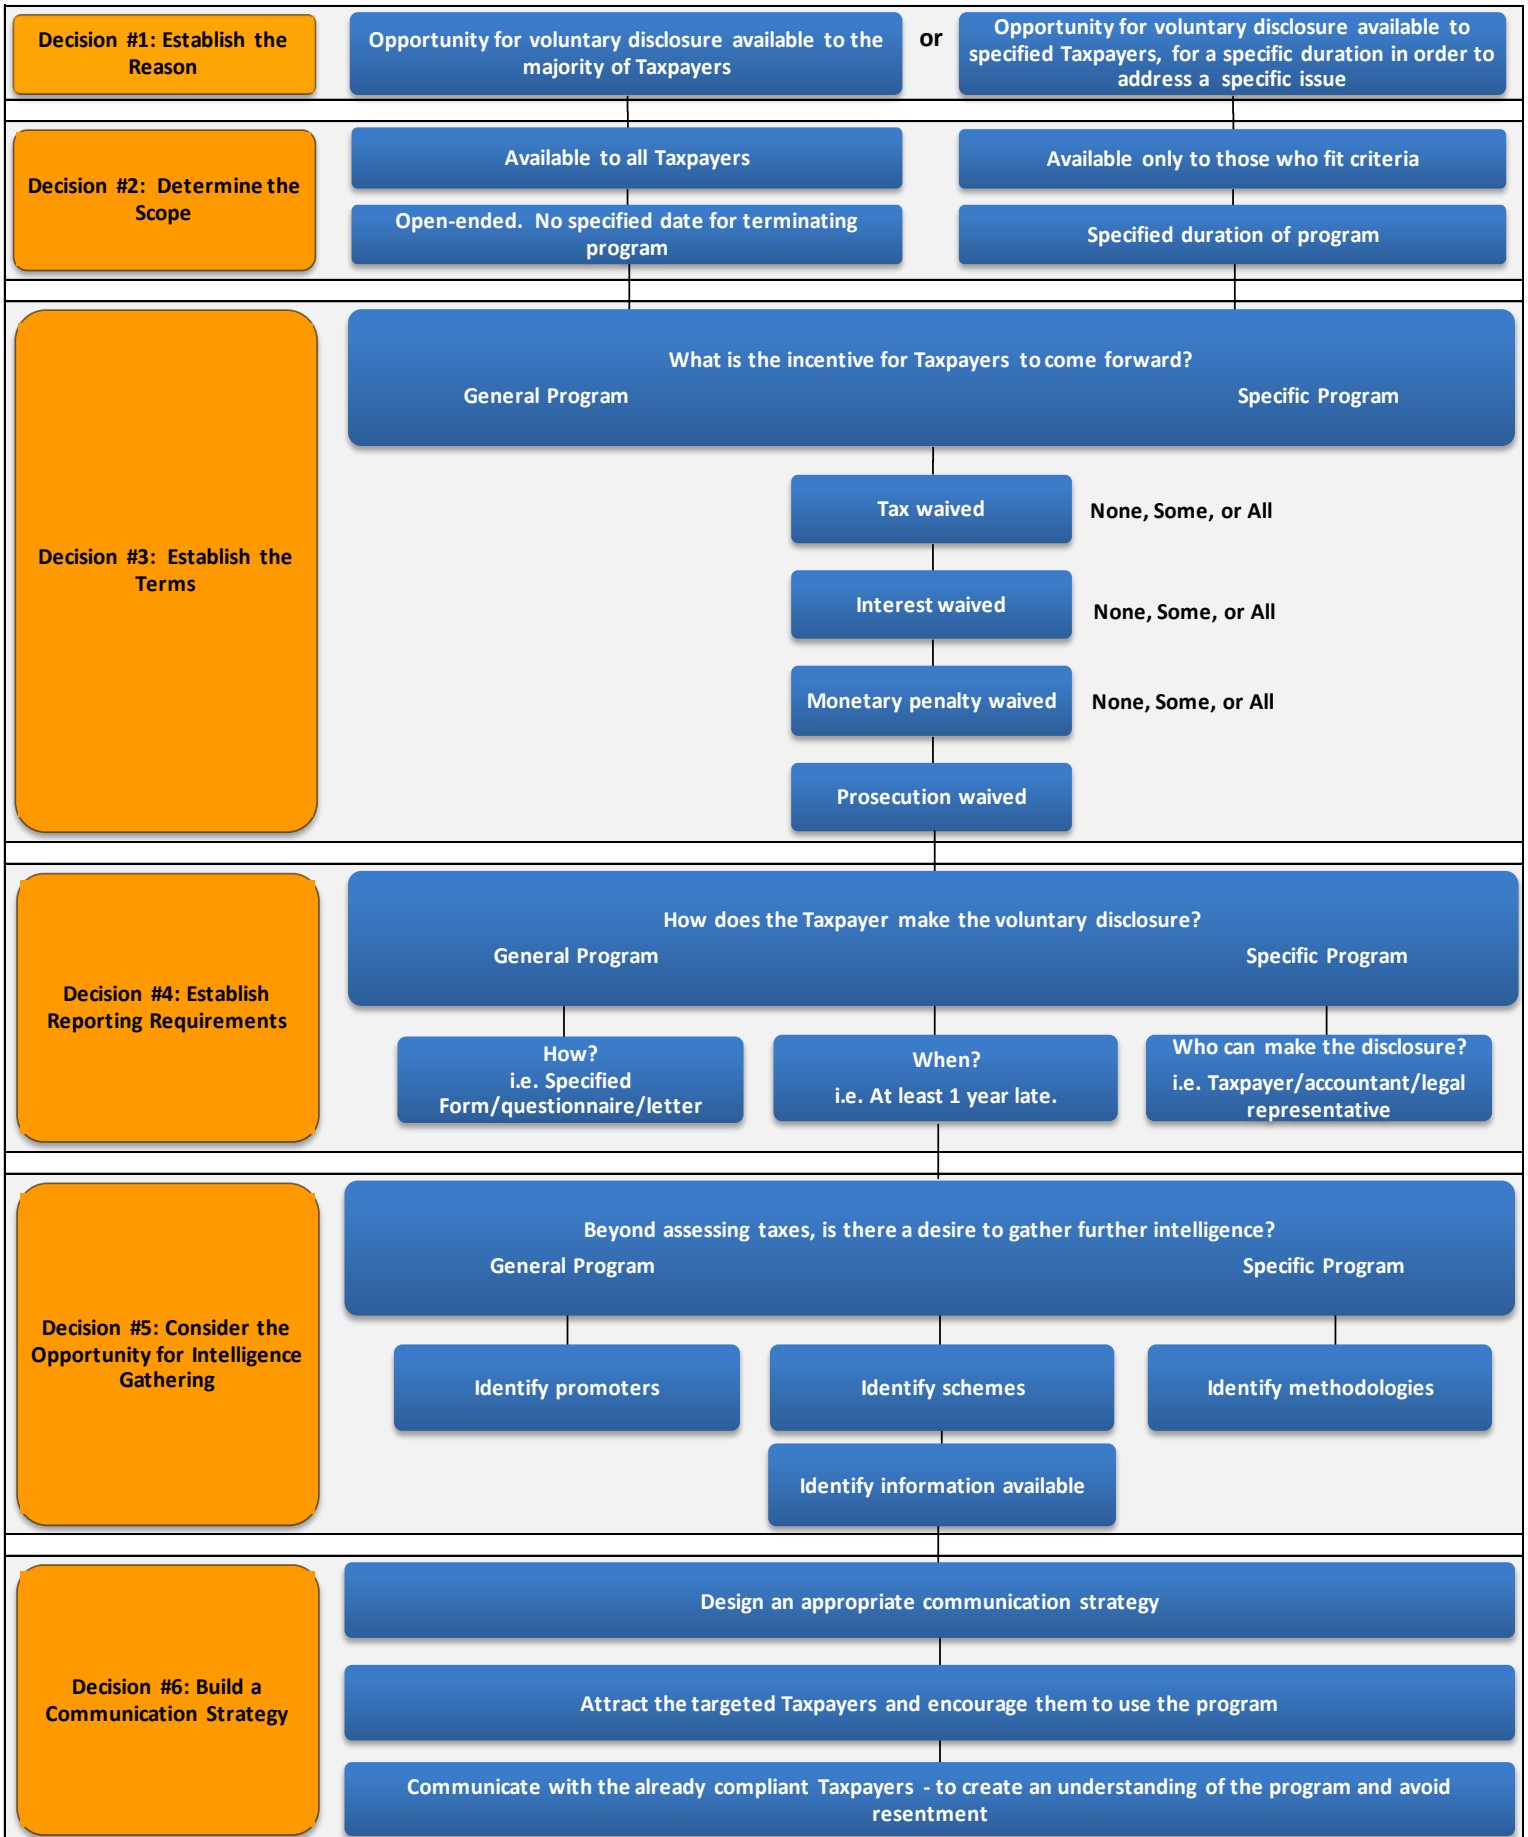 Decision #1: Establish the
Reason
Opportunity for voluntary disclosure available to the
majority of Taxpayers
or
Opportunity for voluntary disclosure available to
specified Taxpayers, for a specific duration in order to
address a specific issue
Decision #2: Determine the
Scope
Available to all Taxpayers
Available only to those who fit criteria
Open-ended. No specified date for terminating
program
Specified duration of program
Decision #3: Establish the
Terms
What is the incentive for Taxpayers to come forward?
General Program
Specific Program
Tax waived
None, Some, or All
Interest waived
None, Some, or All
Monetary penalty waived
None, Some, or All
Prosecution waived
Decision #4: Establish
Reporting Requirements
How does the Taxpayer make the voluntary disclosure?
General Program
Specific Program
How?
i.e. Specified
Form/questionnaire/letter
When?
i.e. At least 1 year late.
Who can make the disclosure?
i.e. Taxpayer/accountant/legal
representative
Decision #5: Consider the
Opportunity for Intelligence
Gathering
Beyond assessing taxes, is there a desire to gather further intelligence?
General Program
Specific Program
Identify promoters
Identify schemes
Identify methodologies
Identify information available
Decision #6: Build a
Communication Strategy
Design an appropriate communication strategy
Attract the targeted Taxpayers and encourage them to use the program
Communicate with the already compliant Taxpayers - to create an understanding of the program and avoid
resentment